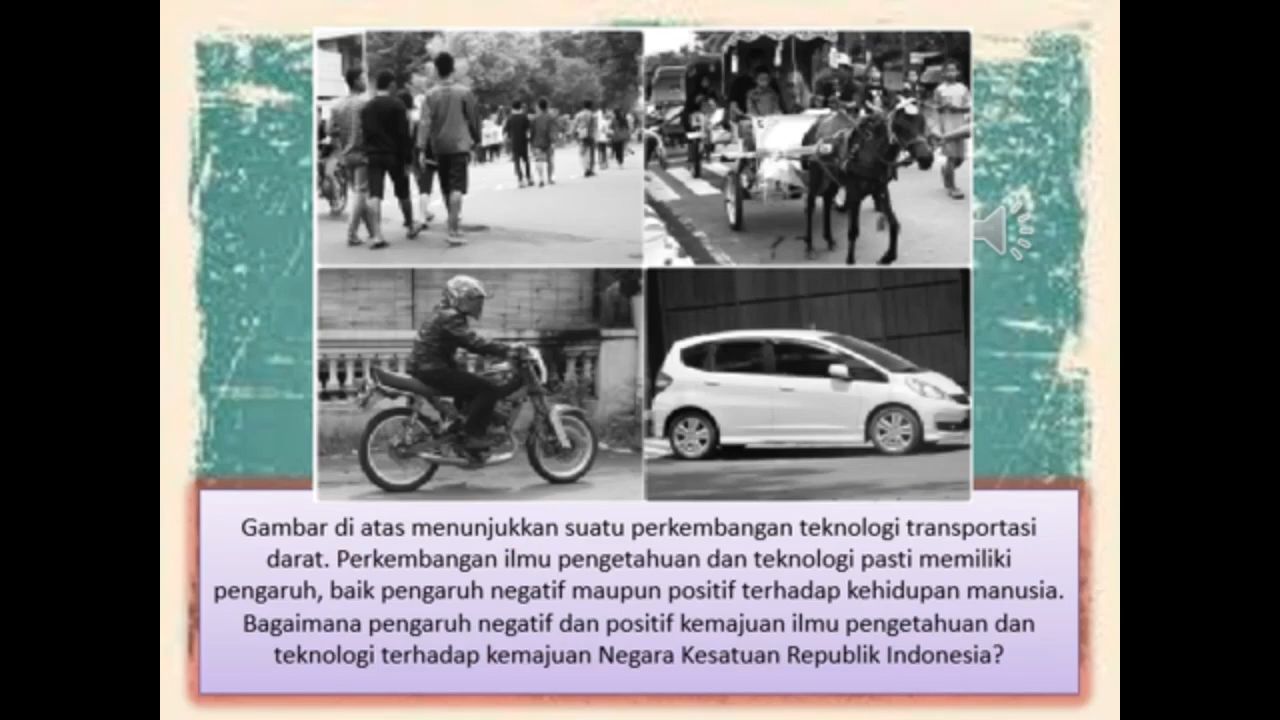 Gambar di atas menunjukkan suatu perkembangan teknologi transportasi
darat. Perkembangan ilmu pengetahuan dan teknologi pasti memiliki
pengaruh, baik pengaruh negatif maupun positif terhadap kehidupan manusia.
Bagaimana pengaruh negatif dan positif kemajuan ilmu pengetahuan dan
teknologi terhadap kemajuan Negara Kesatuan Republik Indonesia?